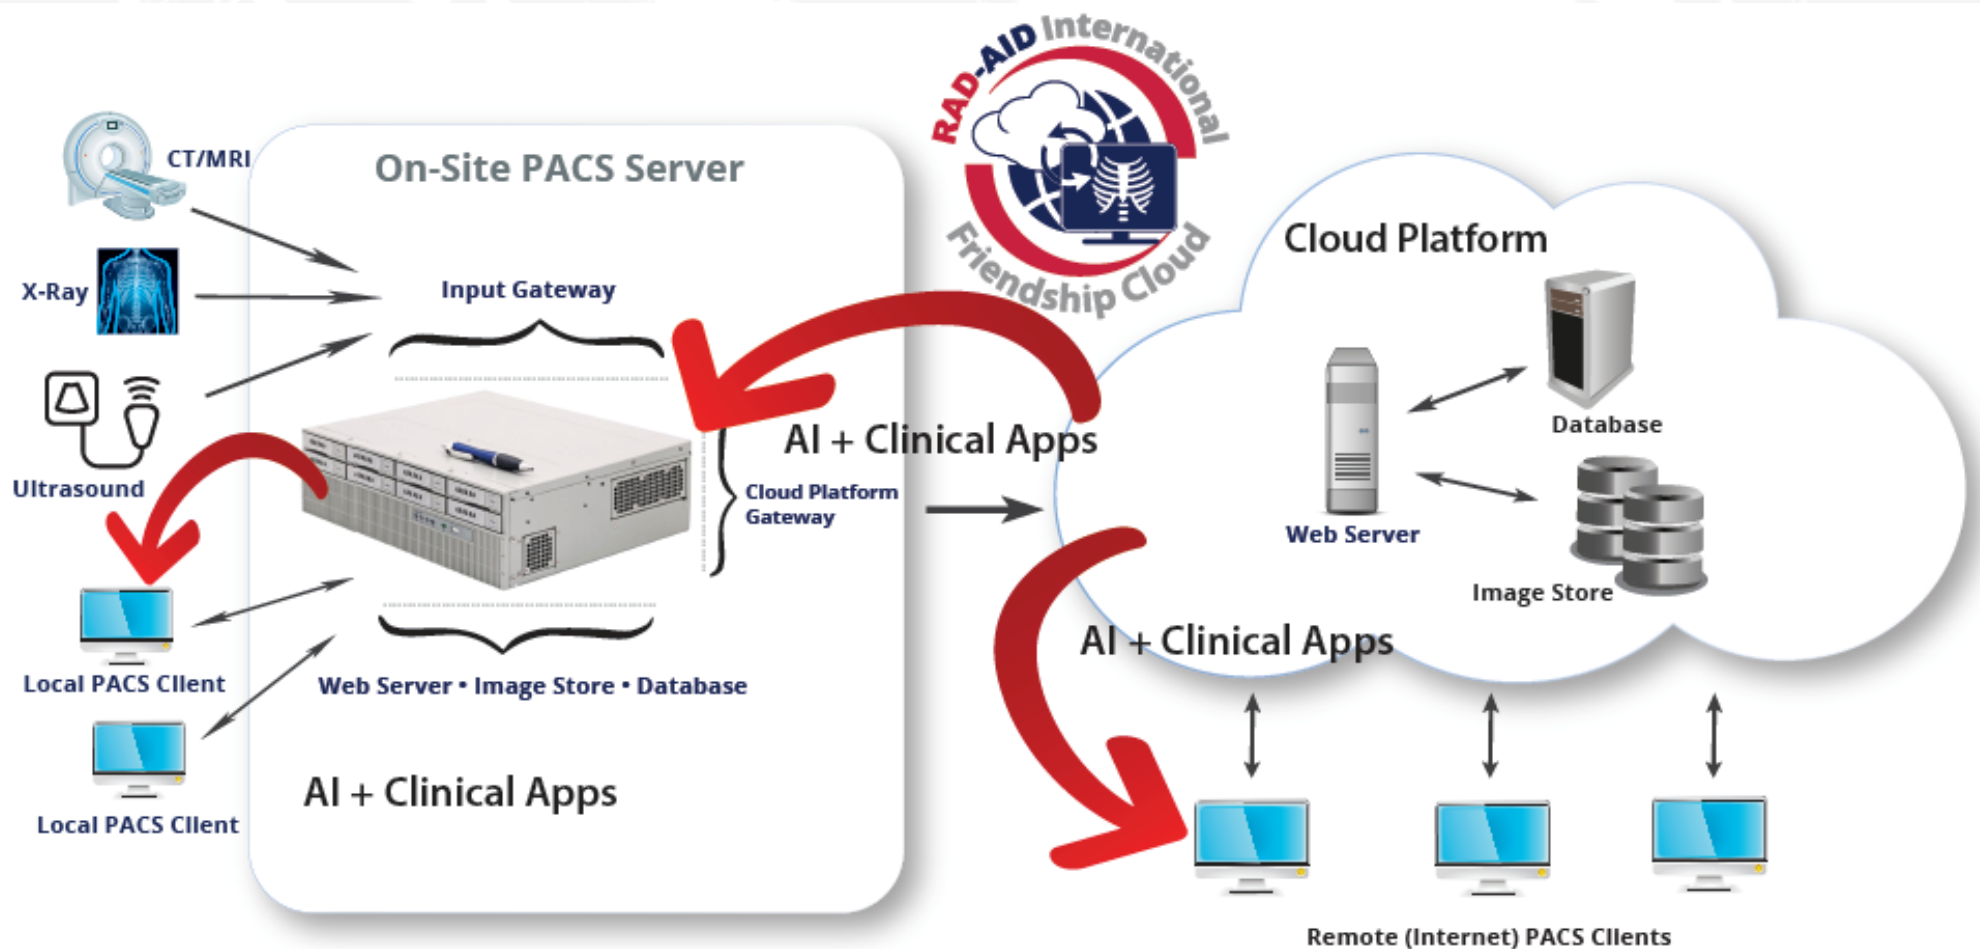 RAD-AID International
Friendship Cloud
CT/MRI
On-Site PACS Server
Cloud Platform
X-Ray
Input Gateway
Database
AI + Clinical Apps
Ultrasound
Cloud Platform
Gateway
Web Server
Image Store
AI + Clinical Apps
Local PACS Client
Web Server • Image Store • Database
AI + Clinical Apps
Local PACS Client
Remote (Internet) PACS Clients